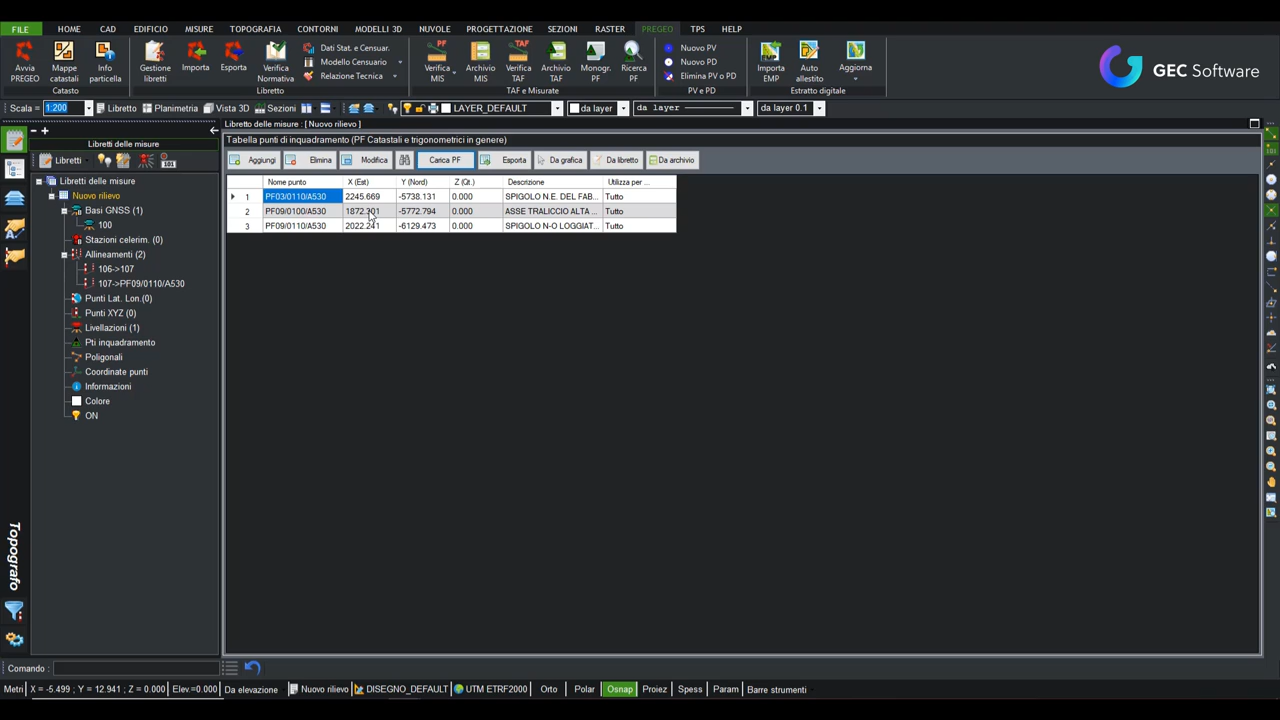 FILE HOME CAD EDIFICIO MISURE TOPOGRAFIA CONTORNI MODELLI 3D NUVOLE PROGETTAZIONE SEZIONI RASTER PREGEO TPS HELP
Avvia PREGEO
Mappe catastali
Info particella
Catasto
Gestione libretti
Importa
Esporta
Verifica Normativa
Dati Stat. e Censuar.
Modello Censuario
Relazione Tecnica
Libretto
Verifica MIS
Archivio MIS
Verifica TAF
Archivio TAF
Monogr. PF
Ricerca PF
TAF e Misurate
Nuovo PV
Nuovo PD
Elimina PV o PD
PV e PD
Importa EMP
Auto allestito
Aggiorna
Estratto digitale
GEC Software
Scala = 1:200 Libretto Planimetria Vista 3D Sezioni LAYER_DEFAULT da layer da layer da layer 0.1
Libretti delle misure
Libretti
Libretti delle misure
Nuovo rilievo
Basi GNSS (1)
100
Stazioni celerim. (0)
Allineamenti (2)
106->107
107->PF09/0110/A530
Punti Lat. Lon.(0)
Punti XYZ (0)
Livellazioni (1)
Pti inquadramento
Poligonali
Coordinate punti
Informazioni
Colore
ON
Topografo
Libretto delle misure : [ Nuovo rilievo ]
Tabella punti di inquadramento (PF Catastali e trigonometrici in genere)
Aggiungi Elimina Modifica Carica PF Esporta Da grafica Da libretto Da archivio
Nome punto X (Est) Y (Nord) Z (Qt.) Descrizione Utilizza per ...
1 PF03/0110/A530 2245.669 -5738.131 0.000 SPIGOLO N.E. DEL FAB... Tutto
2 PF09/0100/A530 1872.301 -5772.794 0.000 ASSE TRALICCIO ALTA ... Tutto
3 PF09/0110/A530 2022.241 -6129.473 0.000 SPIGOLO N-O LOGGIAT... Tutto
Comando :
Metri X = -5.499 ; Y = 12.941 ; Z = 0.000 Elev.=0.000 Da elevazione Nuovo rilievo DISEGNO_DEFAULT UTM ETRF2000 Orto Polar Osnap Proiez Spess Param Barre strumenti